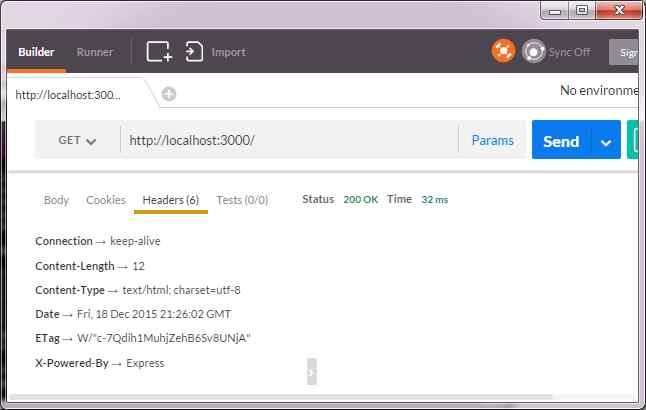 Builder Runner Import Sync Off Sign
http://localhost:300... No environme
GET http://localhost:3000/ Params Send
Body Cookies Headers (6) Tests (0/0) Status 200 OK Time 32 ms
Connection → keep-alive
Content-Length → 12
Content-Type → text/html; charset=utf-8
Date → Fri, 18 Dec 2015 21:26:02 GMT
ETag → W/"c-7Qdih1MuhjZehB6Sv8UNjA"
X-Powered-By → Express